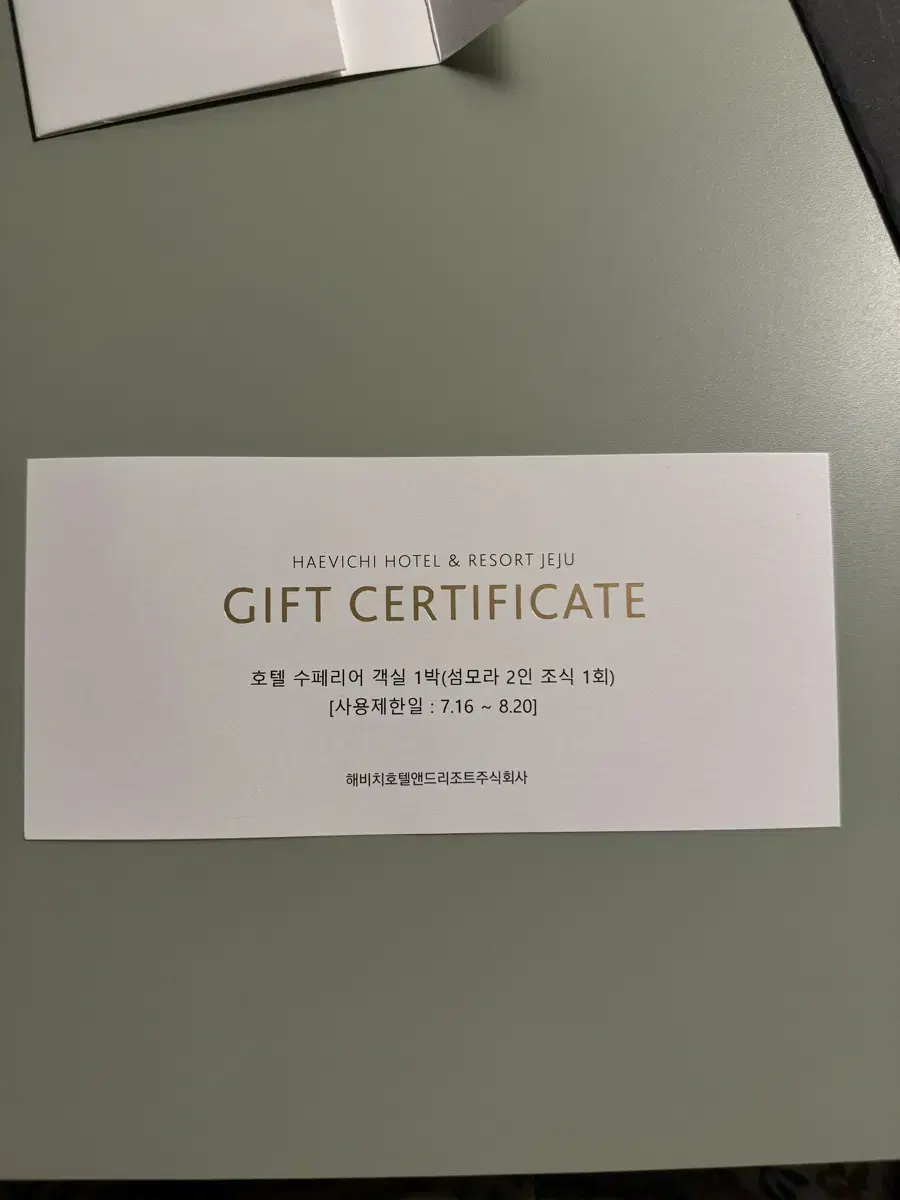 HAEVICHI HOTEL & RESORT JEJU
GIFT CERTIFICATE
호텔 수페리어 객실 1박(섬모라 2인 조식 1회)
[사용제한일 : 7.16 ~ 8.20]
해비치호텔앤드리조트주식회사